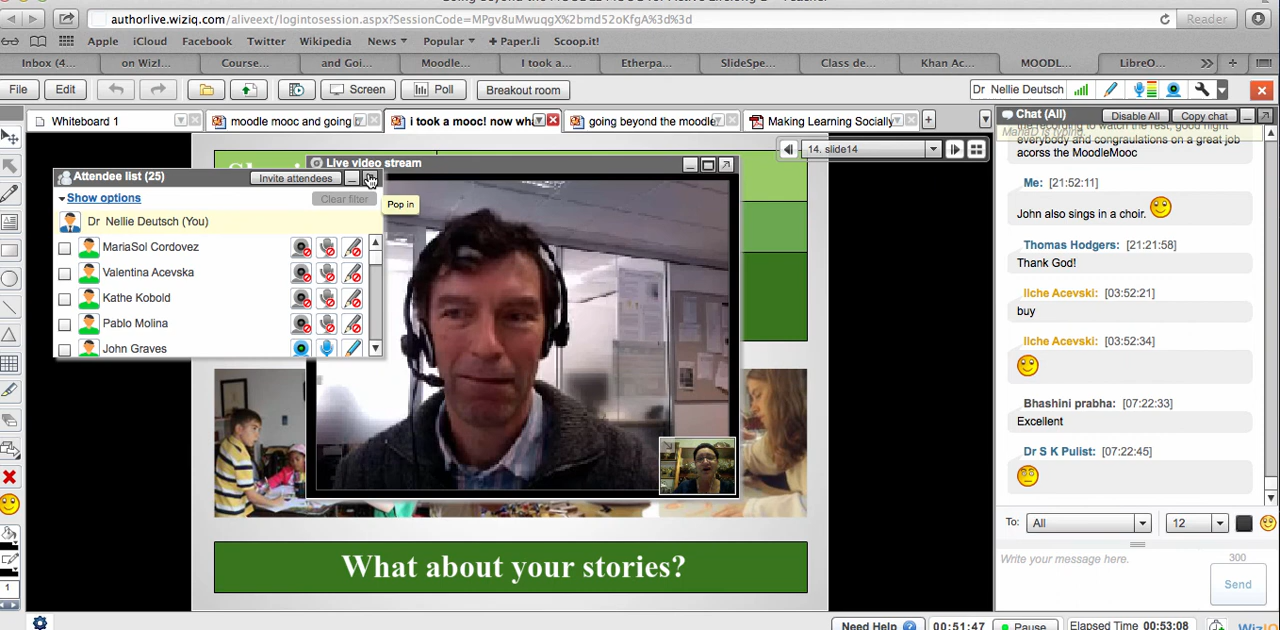 authorlive.wiziq.com/aliveext/logintosession.aspx?SessionCode=MPgv8uMwuqgX%2bmd52oKfgA%3d%3d
Reader
Apple iCloud Facebook Twitter Wikipedia News Popular + Paper.li Scoop.it!
Inbox (4... on WizI... Course... and Goi... Moodle... I took a... Etherpa... SlideSpe... Class de... Khan Ac... MOODL... LibreO...
File Edit Screen Poll Breakout room Dr Nellie Deutsch
Whiteboard 1 moodle mooc and going i took a mooc! now wha going beyond the moodle Making Learning Socially
Chat (All) Disable All Copy chat
14. slide14
Live video stream
Attendee list (25) Invite attendees
Show options Clear filter
Pop in
Dr Nellie Deutsch (You)
MariaSol Cordovez
Valentina Acevska
Kathe Kobold
Pablo Molina
John Graves
What about your stories?
everybody and congraulations on a great job
acorss the MoodleMooc
Me: [21:52:11]
John also sings in a choir.
Thomas Hodgers: [21:21:58]
Thank God!
Ilche Acevski: [03:52:21]
buy
Ilche Acevski: [03:52:34]
Bhashini prabha: [07:22:33]
Excellent
Dr S K Pulist: [07:22:45]
To: All 12
Write your message here. 300
Send
1
Need Help ? 00:51:47 Pause Elapsed Time 00:53:08 WizIQ